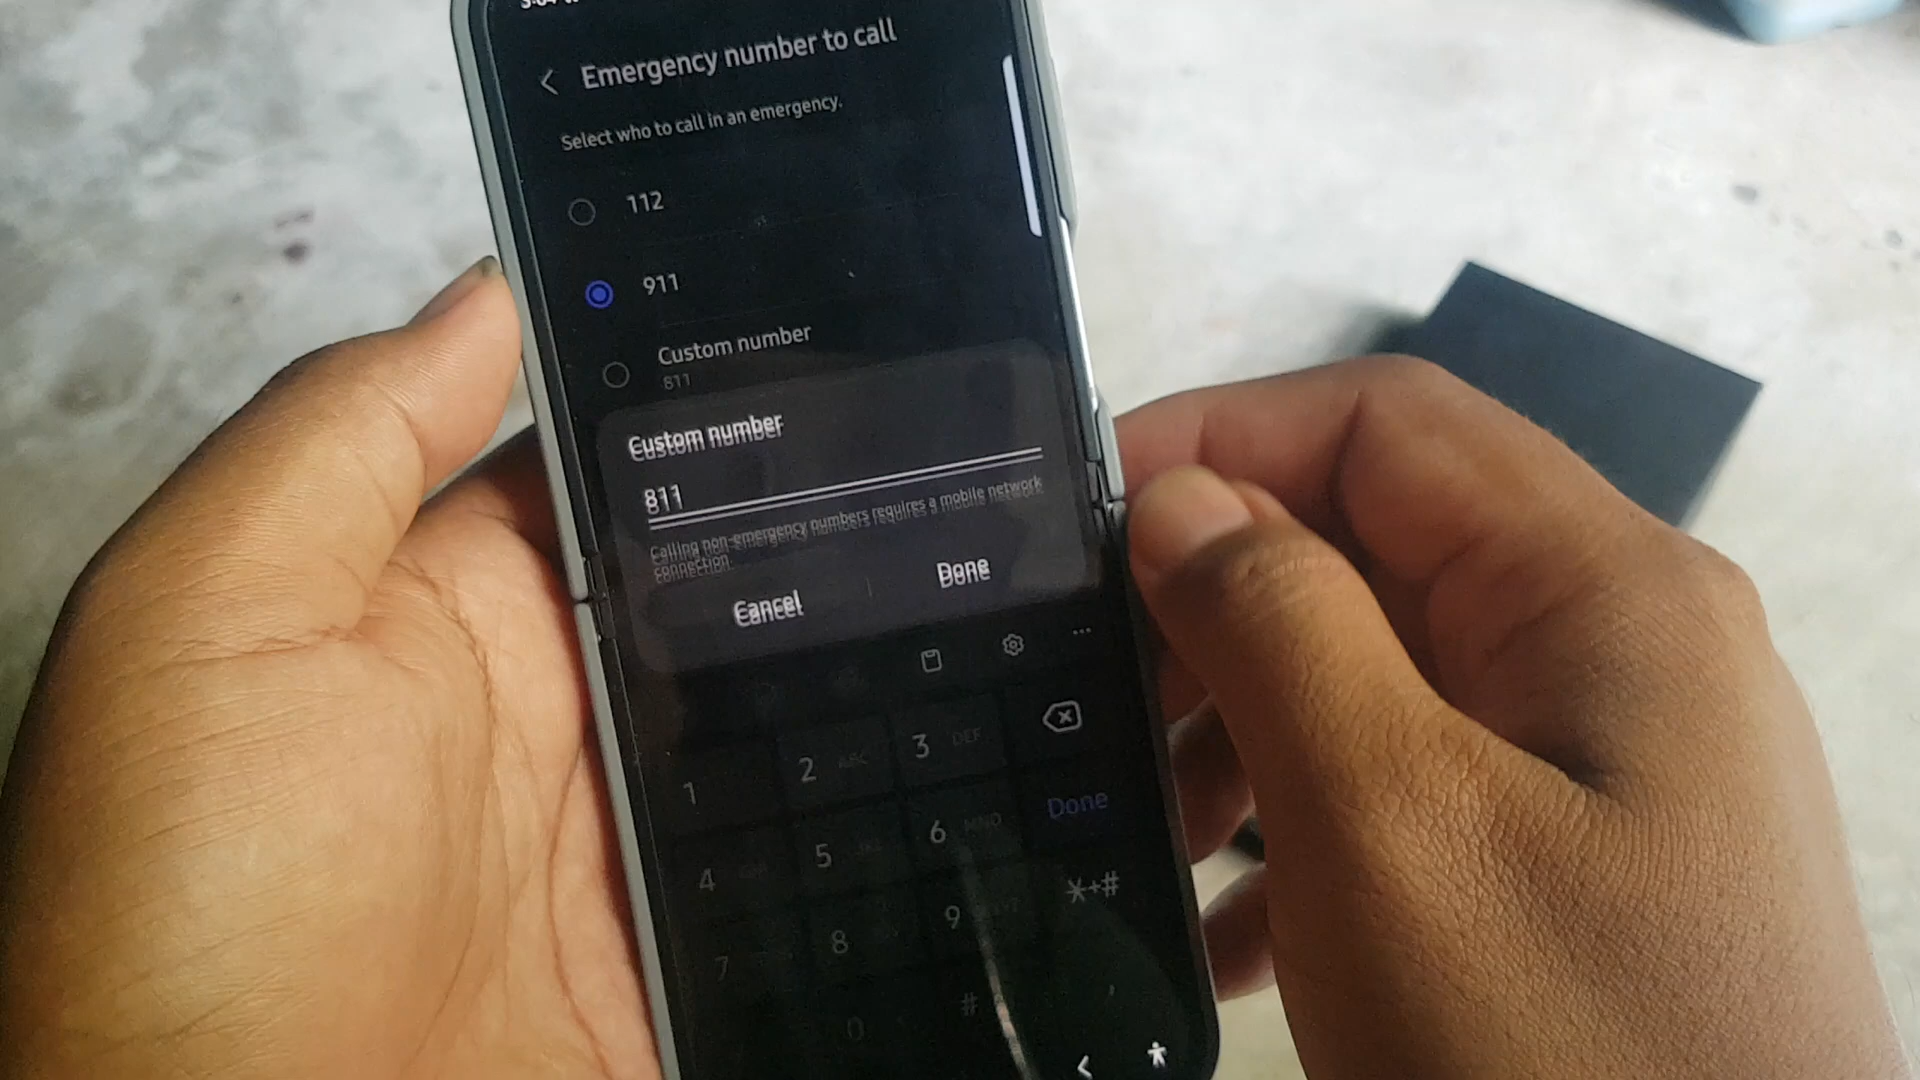 Emergency number to call
Select who to call in an emergency.
112
911
Custom number
811
Custom number
811
Calling non-emergency numbers requires a mobile network
connection.
Cancel
Done
1
2 ABC
3 DEF
4
5
6 MNO
Done
7
8
9
*+#
0
#